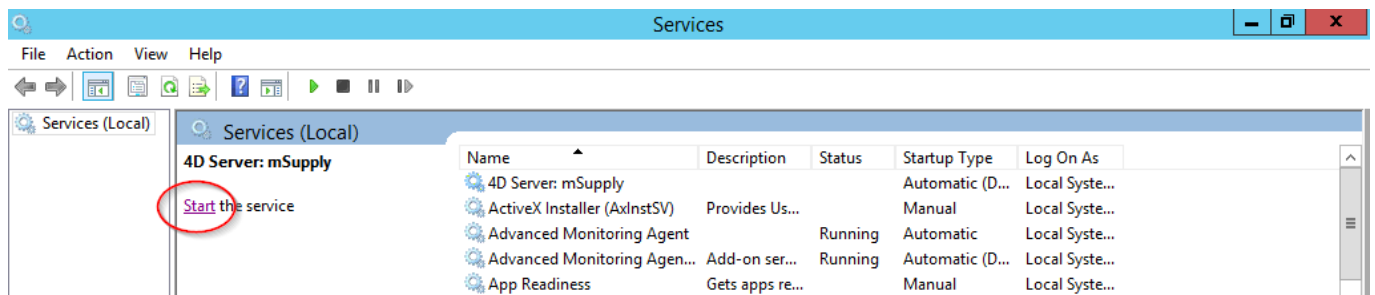 Services
File Action View Help
Services (Local)
Services (Local)
4D Server: mSupply
Start the service
Name Description Status Startup Type Log On As
4D Server: mSupply Automatic (D... Local Syste...
ActiveX Installer (AxInstSV) Provides Us... Manual Local Syste...
Advanced Monitoring Agent Running Automatic Local Syste...
Advanced Monitoring Agen... Add-on ser... Running Automatic (D... Local Syste...
App Readiness Gets apps re... Manual Local Syste...